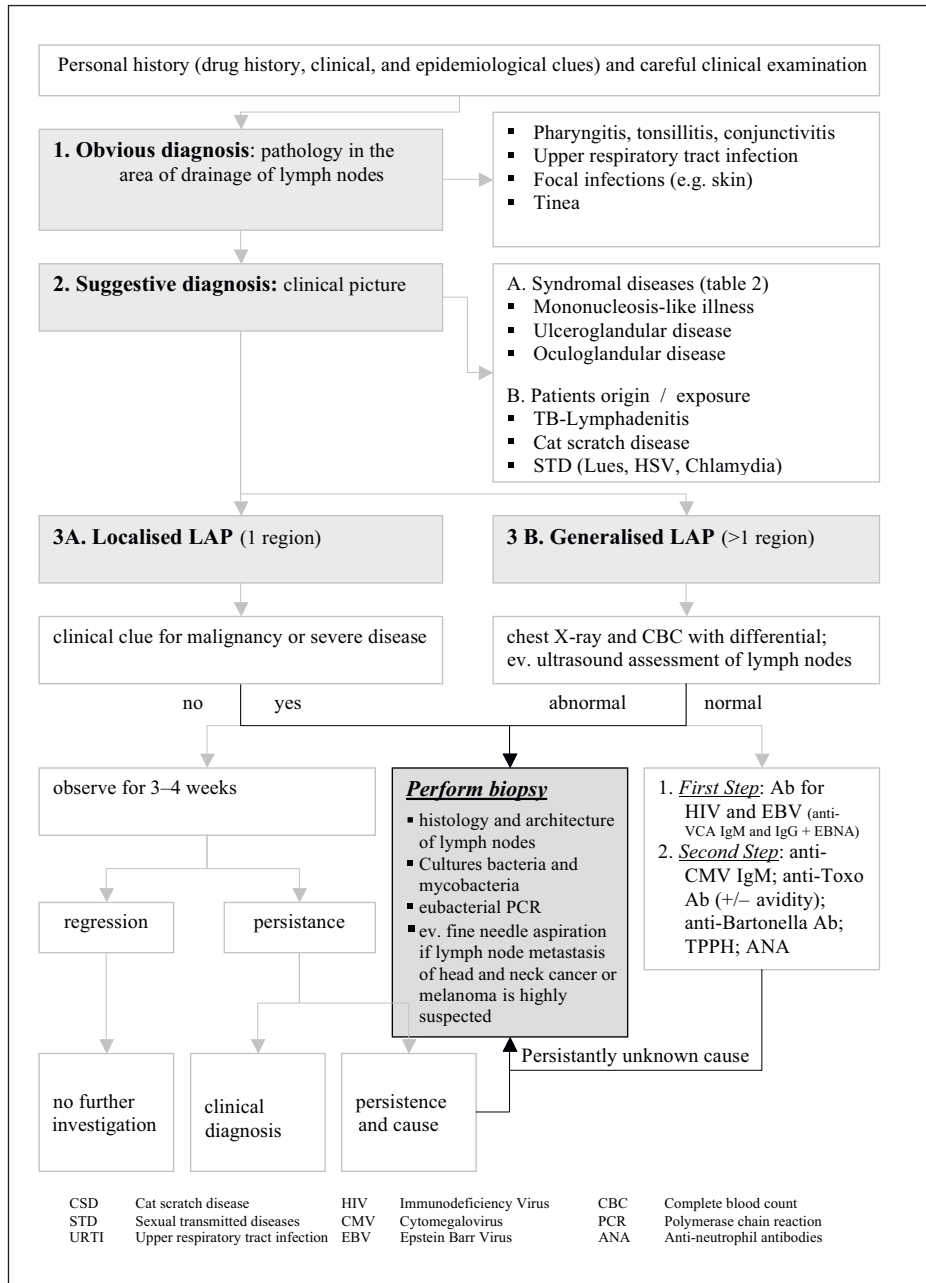 Personal history (drug history, clinical, and epidemiological clues) and careful clinical examination
1. Obvious diagnosis: pathology in the
area of drainage of lymph nodes
▪ Pharyngitis, tonsillitis, conjunctivitis
▪ Upper respiratory tract infection
▪ Focal infections (e.g. skin)
▪ Tinea
2. Suggestive diagnosis: clinical picture
A. Syndromal diseases (table 2)
▪ Mononucleosis-like illness
▪ Ulceroglandular disease
▪ Oculoglandular disease
B. Patients origin / exposure
▪ TB-Lymphadenitis
▪ Cat scratch disease
▪ STD (Lues, HSV, Chlamydia)
3A. Localised LAP (1 region)
3 B. Generalised LAP (>1 region)
clinical clue for malignancy or severe disease
chest X-ray and CBC with differential;
ev. ultrasound assessment of lymph nodes
no yes
abnormal normal
observe for 3–4 weeks
regression
persistance
Perform biopsy
▪ histology and architecture
of lymph nodes
▪ Cultures bacteria and
mycobacteria
▪ eubacterial PCR
▪ ev. fine needle aspiration
if lymph node metastasis
of head and neck cancer or
melanoma is highly
suspected
1. First Step: Ab for
HIV and EBV (anti-
VCA IgM and IgG + EBNA)
2. Second Step: anti-
CMV IgM; anti-Toxo
Ab (+/– avidity);
anti-Bartonella Ab;
TPPH; ANA
Persistantly unknown cause
no further
investigation
clinical
diagnosis
persistence
and cause
CSD Cat scratch disease HIV Immunodeficiency Virus CBC Complete blood count
STD Sexual transmitted diseases CMV Cytomegalovirus PCR Polymerase chain reaction
URTI Upper respiratory tract infection EBV Epstein Barr Virus ANA Anti-neutrophil antibodies